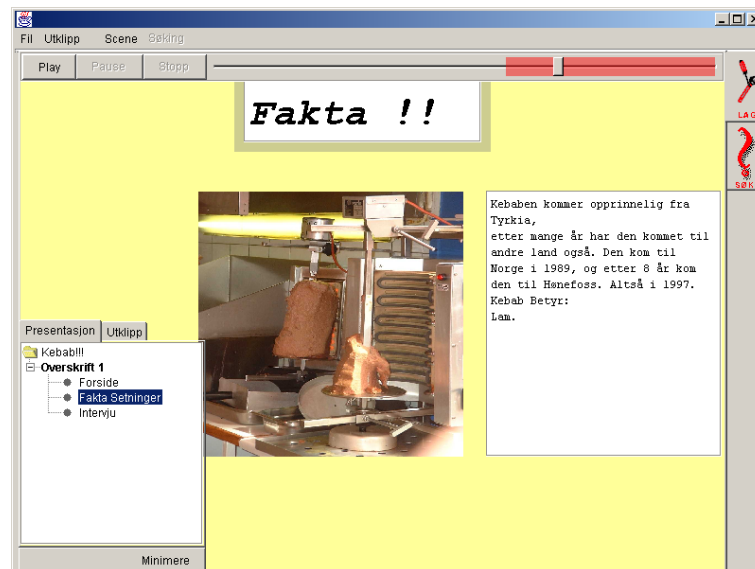 Fil Utklipp Scene Søking
Play Pause Stopp
LAG
SØK
Fakta !!
Kebaben kommer opprinnelig fra
Tyrkia,
etter mange år har den kommet til
andre land også. Den kom til
Norge i 1989, og etter 8 år kom
den til Hønefoss. Altså i 1997.
Kebab Betyr:
Lam.
Presentasjon Utklipp
Kebab!!!
Overskrift 1
Forside
Fakta Setninger
Intervju
Minimere